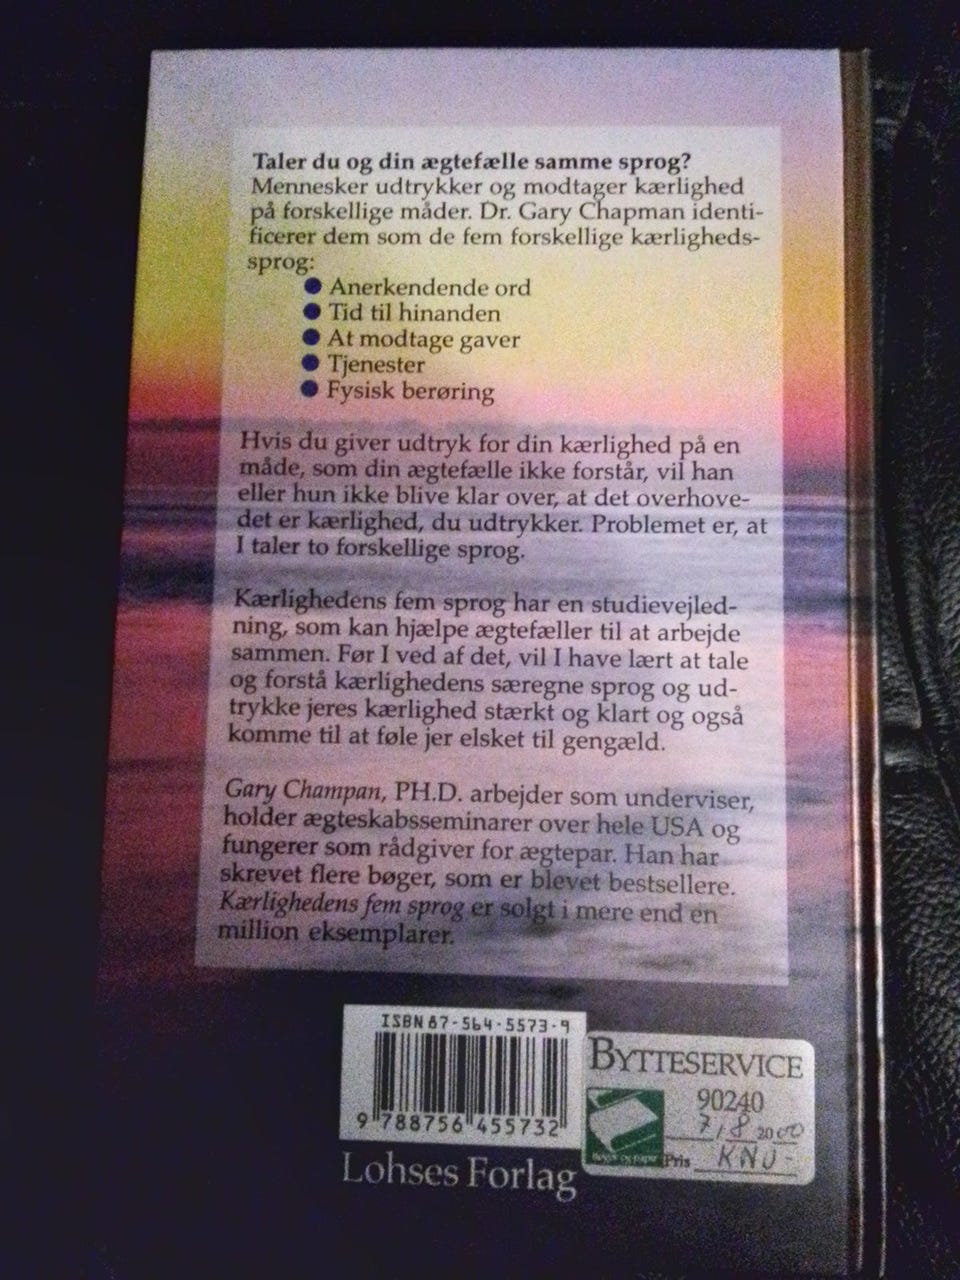 Taler du og din ægtefælle samme sprog?
Mennesker udtrykker og modtager kærlighed
på forskellige måder. Dr. Gary Chapman identi-
ficerer dem som de fem forskellige kærligheds-
sprog:
● Anerkendende ord
● Tid til hinanden
● At modtage gaver
● Tjenester
● Fysisk berøring
Hvis du giver udtryk for din kærlighed på en
måde, som din ægtefælle ikke forstår, vil han
eller hun ikke blive klar over, at det overhove-
det er kærlighed, du udtrykker. Problemet er, at
I taler to forskellige sprog.
Kærlighedens fem sprog har en studievejled-
ning, som kan hjælpe ægtefæller til at arbejde
sammen. Før I ved af det, vil I have lært at tale
og forstå kærlighedens særegne sprog og ud-
trykke jeres kærlighed stærkt og klart og også
komme til at føle jer elsket til gengæld.
Gary Champan, PH.D. arbejder som underviser,
holder ægteskabsseminarer over hele USA og
fungerer som rådgiver for ægtepar. Han har
skrevet flere bøger, som er blevet bestsellere.
Kærlighedens fem sprog er solgt i mere end en
million eksemplarer.
ISBN 87-564-5573-9
9 788756 455732
Lohses Forlag
BYTTESERVICE
90240
7/8 2000
Bøger og papir
Pris KNU-